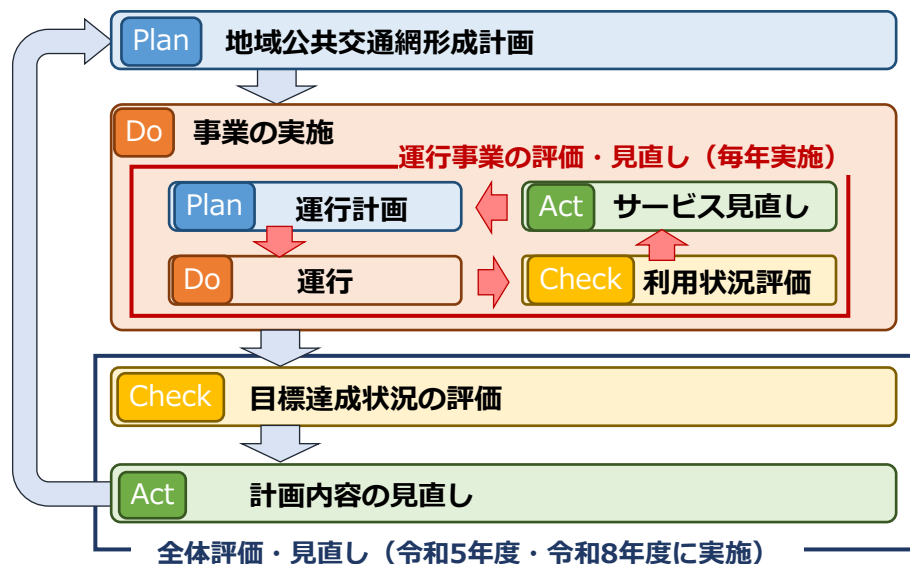 Plan 地域公共交通網形成計画
Do 事業の実施
運行事業の評価・見直し（毎年実施）
Plan 運行計画
Act サービス見直し
Do 運行
Check 利用状況評価
Check 目標達成状況の評価
Act 計画内容の見直し
全体評価・見直し（令和5年度・令和8年度に実施）